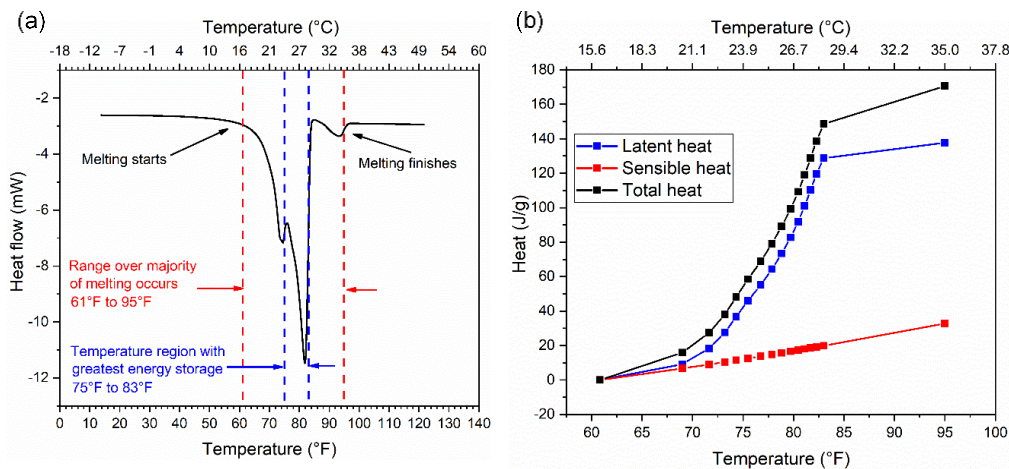 (a)
Temperature (°C)
-18 -12 -7 -1 4 10 16 21 27 32 38 43 49 54 60
-2
-4
-6
-8
-10
-12
Heat flow (mW)
Melting starts
Melting finishes
Range over majority
of melting occurs
61°F to 95°F
Temperature region with
greatest energy storage
75°F to 83°F
0 10 20 30 40 50 60 70 80 90 100 110 120 130 140
Temperature (°F)
(b)
Temperature (°C)
15.6 18.3 21.1 23.9 26.7 29.4 32.2 35.0 37.8
180
160
140
120
100
80
60
40
20
0
-20
Heat (J/g)
Latent heat
Sensible heat
Total heat
60 65 70 75 80 85 90 95 100
Temperature (°F)